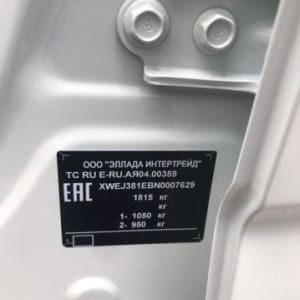 ООО "ЭЛЛАДА ИНТЕРТРЕЙД"
ТС RU E-RU.АЯ04.00359
EAC XWEJ381EBN0007629
1815 кг
кг
1- 1050 кг
2- 950 кг